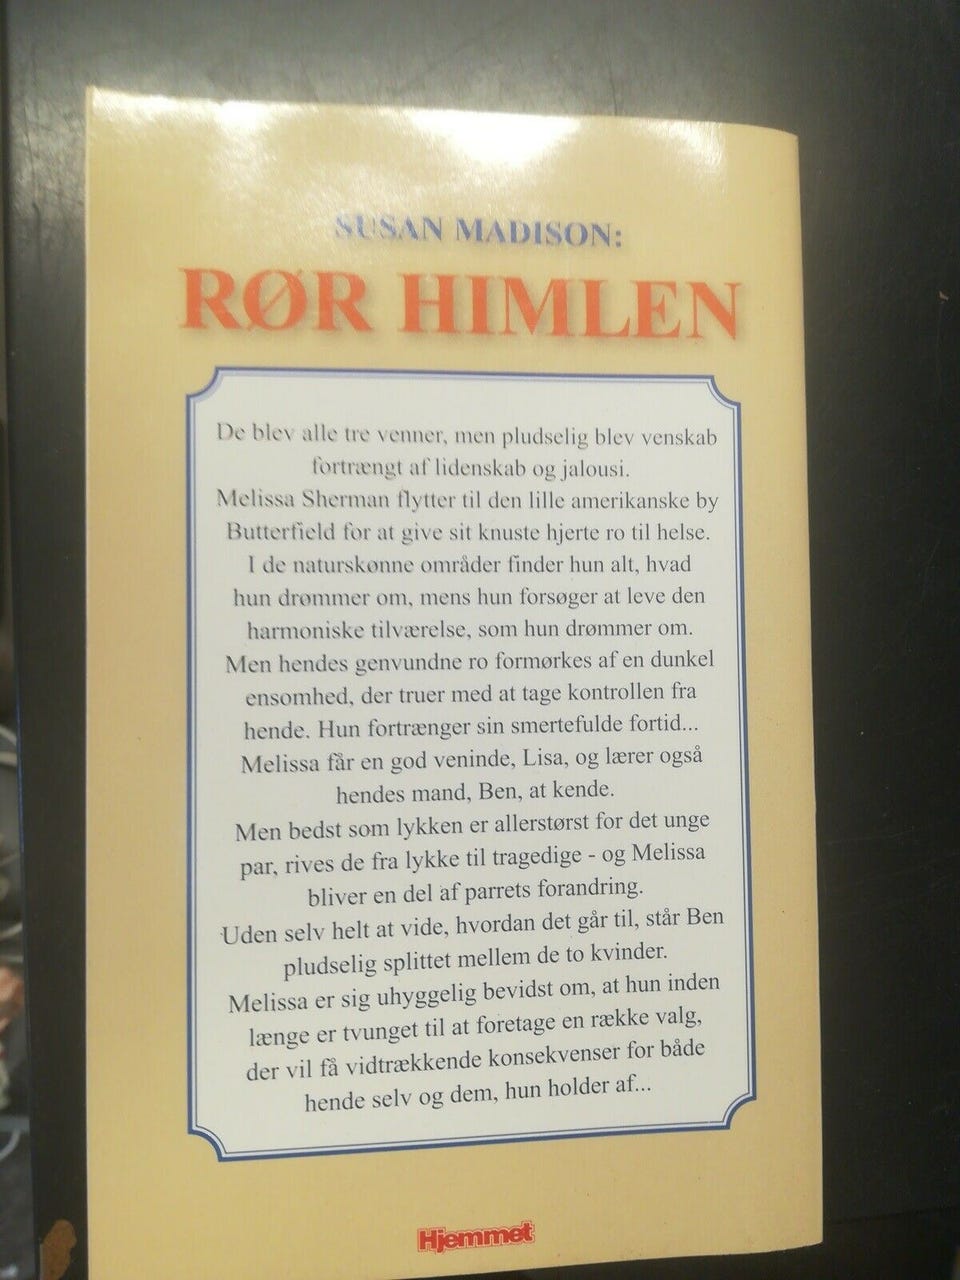 SUSAN MADISON:
RØR HIMLEN
De blev alle tre venner, men pludselig blev venskab
fortrængt af lidenskab og jalousi.
Melissa Sherman flytter til den lille amerikanske by
Butterfield for at give sit knuste hjerte ro til helse.
I de naturskønne områder finder hun alt, hvad
hun drømmer om, mens hun forsøger at leve den
harmoniske tilværelse, som hun drømmer om.
Men hendes genvundne ro formørkes af en dunkel
ensomhed, der truer med at tage kontrollen fra
hende. Hun fortrænger sin smertefulde fortid...
Melissa får en god veninde, Lisa, og lærer også
hendes mand, Ben, at kende.
Men bedst som lykken er allerstørst for det unge
par, rives de fra lykke til tragedige - og Melissa
bliver en del af parrets forandring.
Uden selv helt at vide, hvordan det går til, står Ben
pludselig splittet mellem de to kvinder.
Melissa er sig uhyggelig bevidst om, at hun inden
længe er tvunget til at foretage en række valg,
der vil få vidtrækkende konsekvenser for både
hende selv og dem, hun holder af...
Hjemmet